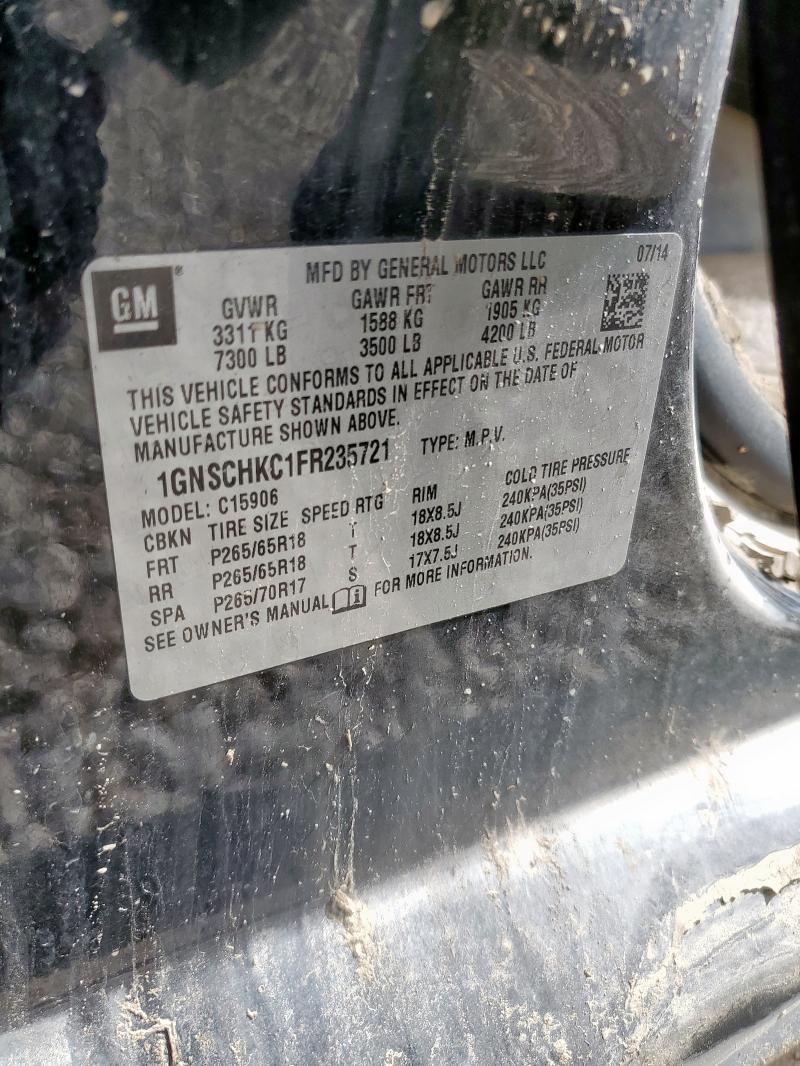 GM ®
MFD BY GENERAL MOTORS LLC 07/14
GVWR GAWR FRT GAWR RR
3311 KG 1588 KG 1905 KG
7300 LB 3500 LB 4200 LB
THIS VEHICLE CONFORMS TO ALL APPLICABLE U.S. FEDERAL MOTOR
VEHICLE SAFETY STANDARDS IN EFFECT ON THE DATE OF
MANUFACTURE SHOWN ABOVE.
1GNSCHKC1FR235721 TYPE: M.P.V.
MODEL: C15906
CBKN TIRE SIZE SPEED RTG RIM COLD TIRE PRESSURE
FRT P265/65R18 T 18X8.5J 240KPA(35PSI)
RR P265/65R18 T 18X8.5J 240KPA(35PSI)
SPA P265/70R17 S 17X7.5J 240KPA(35PSI)
SEE OWNER'S MANUAL FOR MORE INFORMATION.